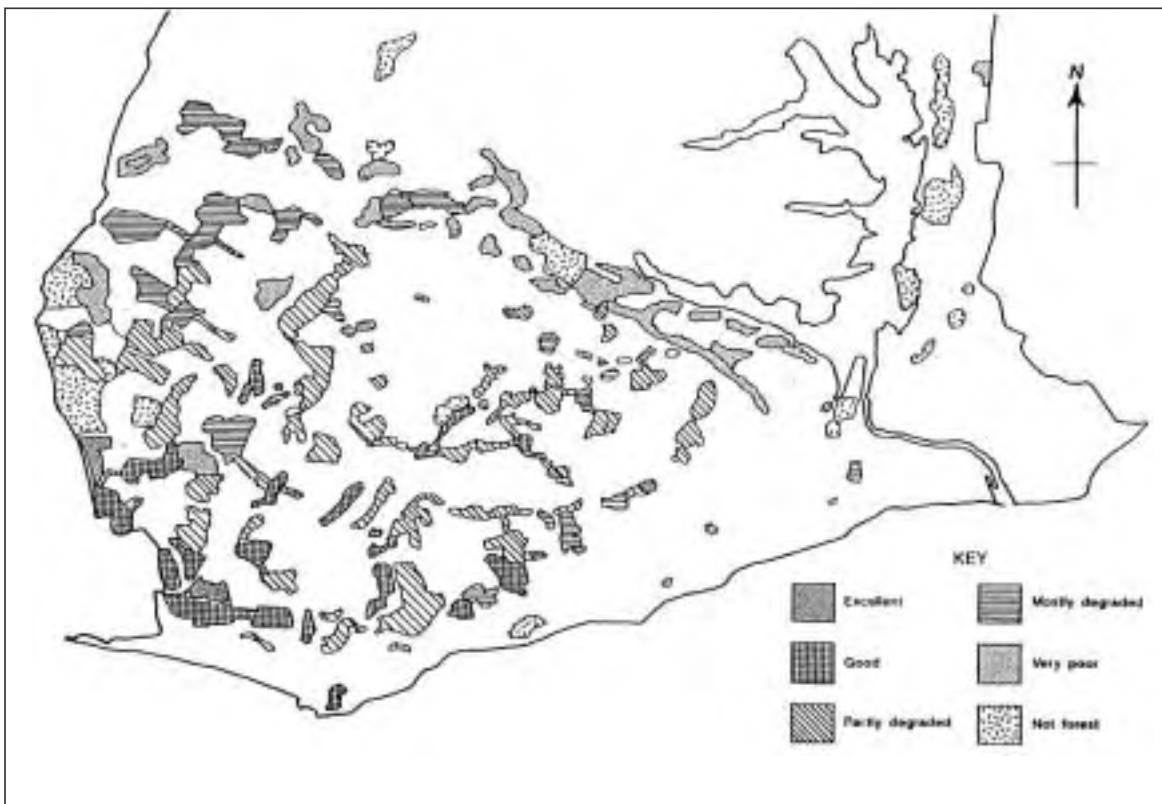 N
KEY
Excellent
Good
Partly degraded
Mostly degraded
Very poor
Not forest